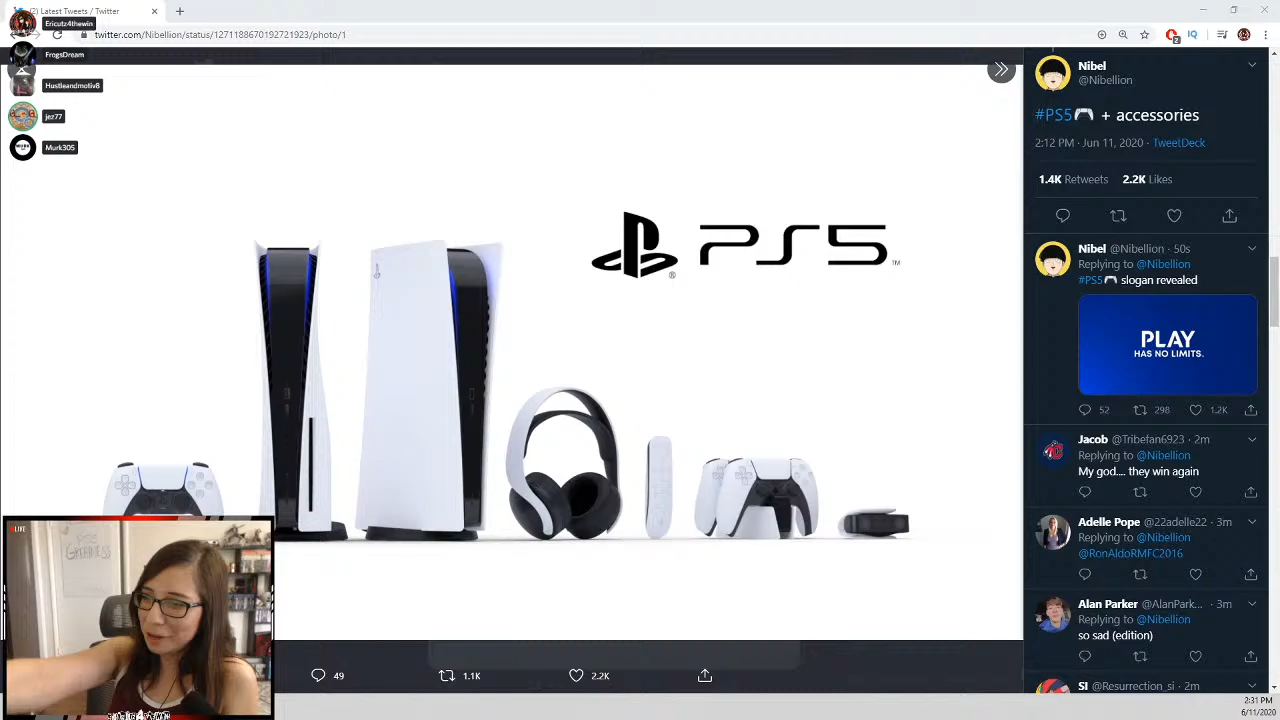 (2) Latest Tweets / Twitter
twitter.com/Nibellion/status/1271188670192721923/photo/1
Ericutz4thewin
FrogsDream
Hustleandmotiv8
jez77
Murk305
PS5™
®
Nibel
@Nibellion
#PS5🎮 + accessories
2:12 PM · Jun 11, 2020 · TweetDeck
1.4K Retweets 2.2K Likes
Nibel @Nibellion · 50s
Replying to @Nibellion
#PS5🎮 slogan revealed
PLAY
HAS NO LIMITS.
52 298 1.2K
Jacob @Tribefan6923 · 2m
Replying to @Nibellion
My god.... they win again
Adelle Pope @22adelle22 · 3m
Replying to @Nibellion
@RonAldoRMFC2016
Alan Parker @AlanPark... · 3m
Replying to @Nibellion
so sad (edition)
SI @Resurrection_si · 2m
49 1.1K 2.2K
LIVE
GREATNESS
2:31 PM
6/11/2020